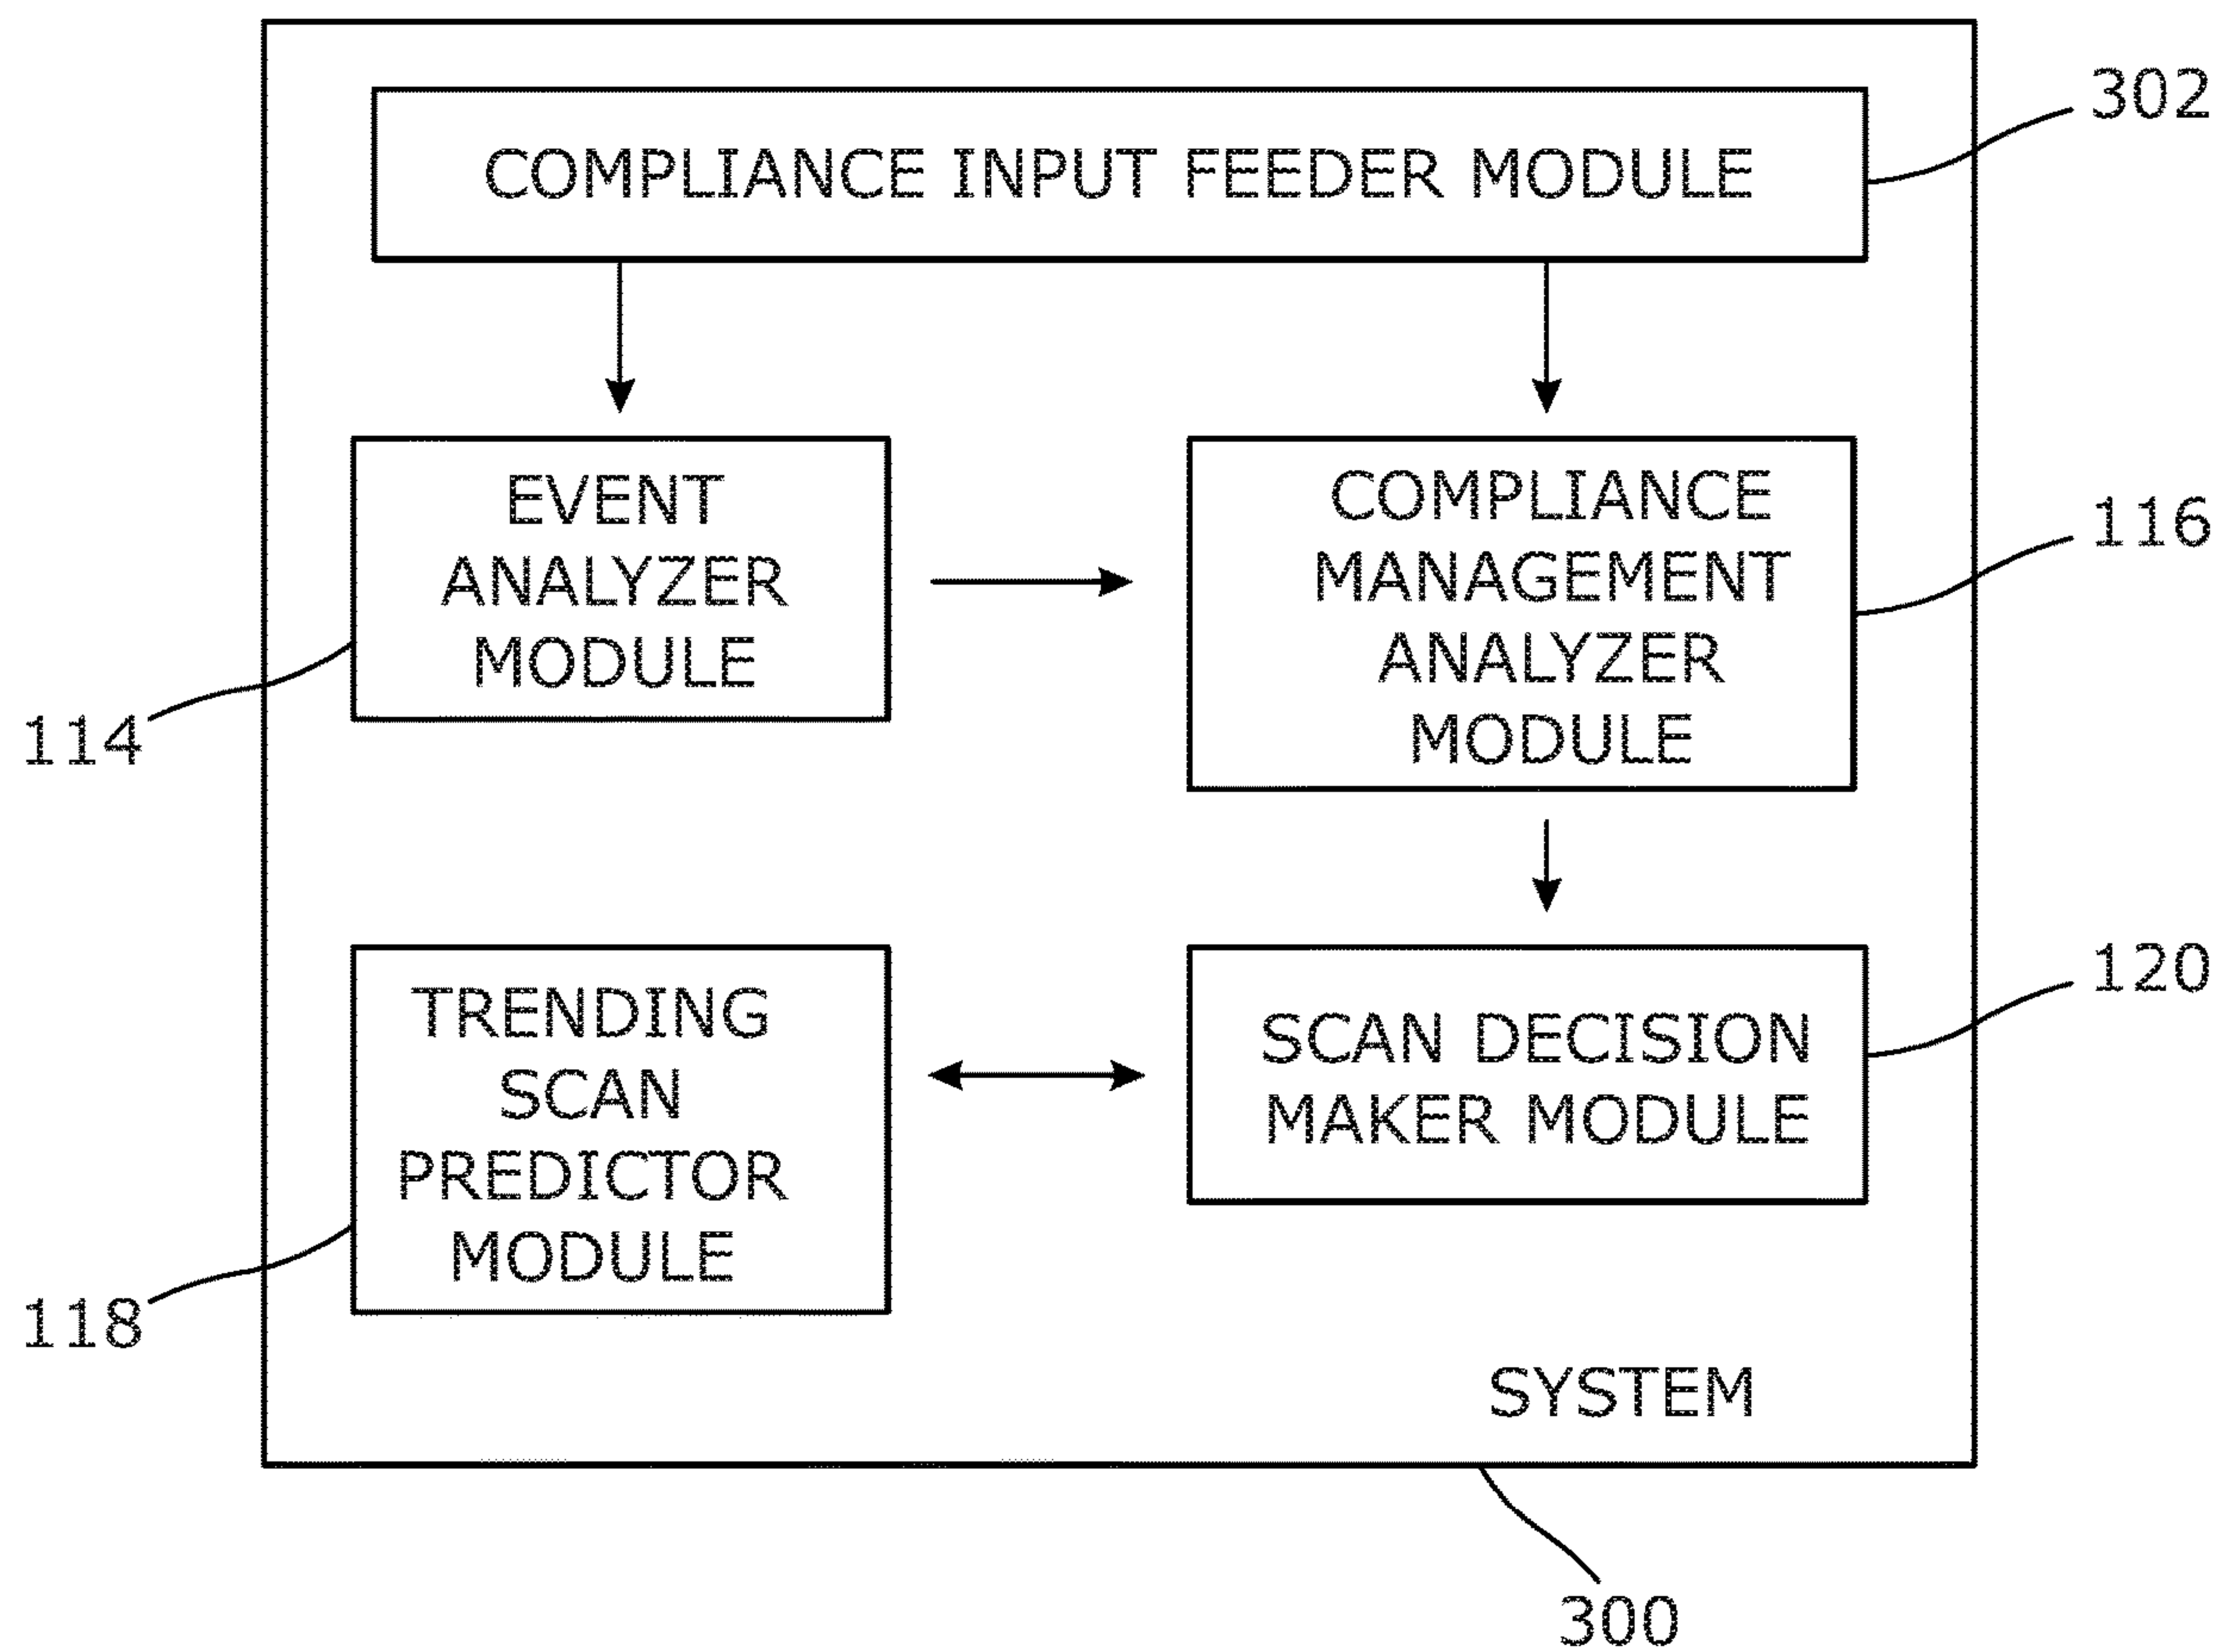 302
COMPLIANCE INPUT FEEDER MODULE
EVENT
ANALYZER
MODULE
114
COMPLIANCE
MANAGEMENT
ANALYZER
MODULE
116
TRENDING
SCAN
PREDICTOR
MODULE
118
SCAN DECISION
MAKER MODULE
120
SYSTEM
300